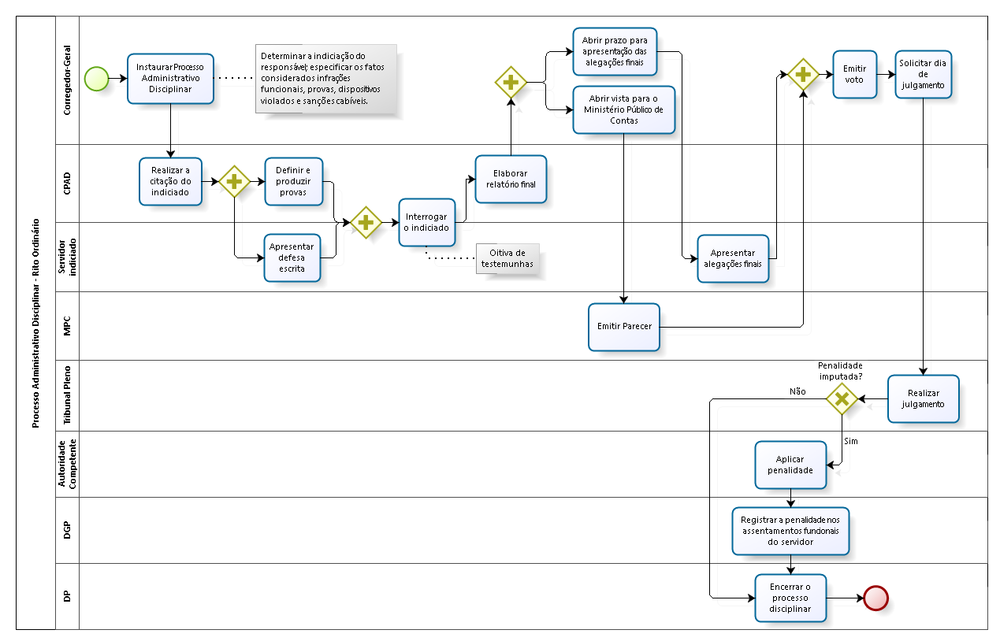 Processo Administrativo Disciplinar - Rito Ordinário
Corregedor-Geral
Instaurar Processo
Administrativo
Disciplinar
Determinar a indiciação do
responsável; especificar os fatos
considerados infrações
funcionais, provas, dispositivos
violados e sanções cabíveis.
Abrir prazo para
apresentação das
alegações finais
Abrir vista para o
Ministério Público de
Contas
Emitir
voto
Solicitar dia
de
julgamento
CPAD
Realizar a
citação do
indiciado
Definir e
produzir
provas
Interrogar
o indiciado
Elaborar
relatório final
Servidor
indiciado
Apresentar
defesa
escrita
Oitiva de
testemunhas
Apresentar
alegações finais
MPC
Emitir Parecer
Tribunal Pleno
Penalidade
imputada?
Não
Sim
Realizar
julgamento
Autoridade
Competente
Aplicar
penalidade
DGP
Registrar a penalidade nos
assentamentos funcionais
do servidor
DP
Encerrar o
processo
disciplinar